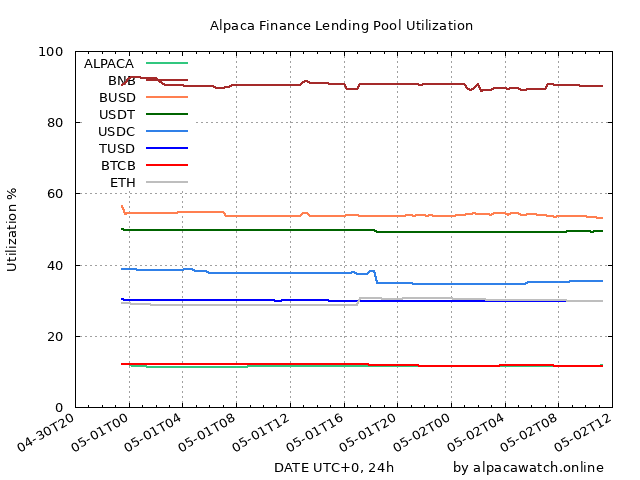 Alpaca Finance Lending Pool Utilization
Utilization %
100
80
60
40
20
0
ALPACA
BNB
BUSD
USDT
USDC
TUSD
BTCB
ETH
04-30T20
05-01T00
05-01T04
05-01T08
05-01T12
05-01T16
05-01T20
05-02T00
05-02T04
05-02T08
05-02T12
DATE UTC+0, 24h
by alpacawatch.online